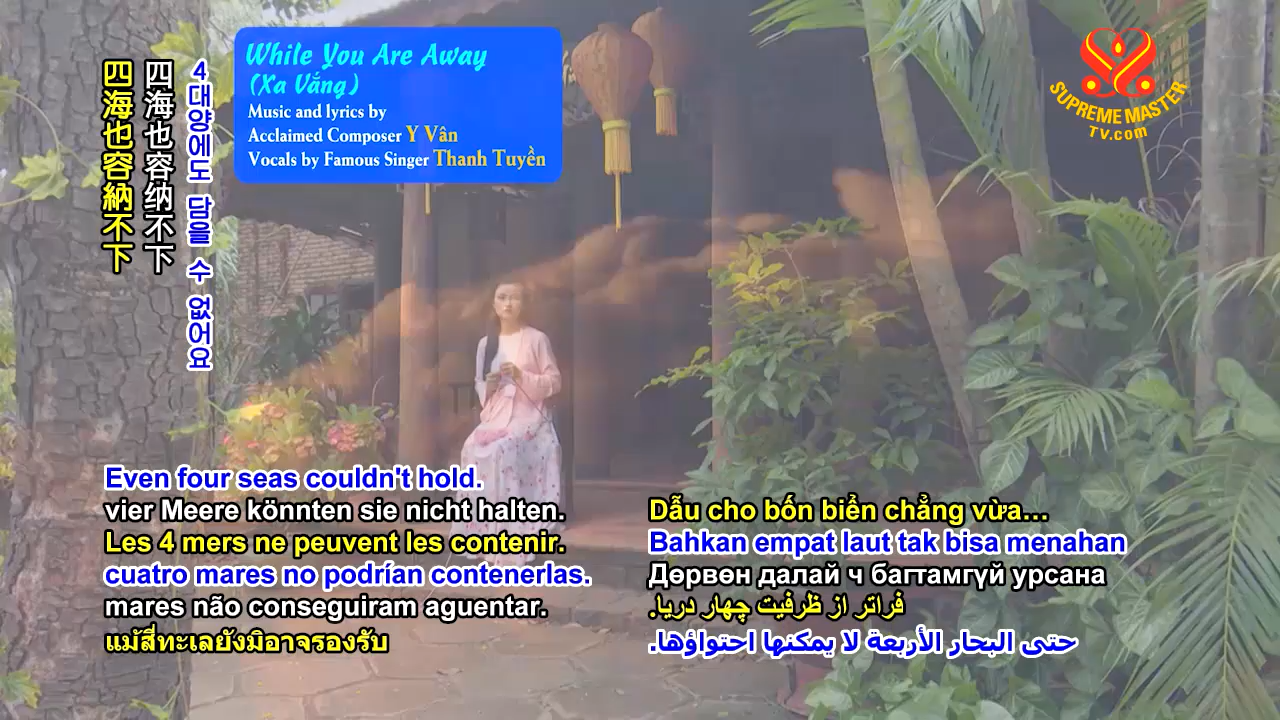 While You Are Away
(Xa Vắng)
Music and lyrics by
Acclaimed Composer Y Vân
Vocals by Famous Singer Thanh Tuyền
SUPREME MASTER
TV.com
4대양에도 담을 수 없어요
四海也容纳不下
四海也容納不下
Even four seas couldn't hold.
vier Meere könnten sie nicht halten.
Les 4 mers ne peuvent les contenir.
cuatro mares no podrían contenerlas.
mares não conseguiram aguentar.
แม้สี่ทะเลยังมิอาจรองรับ
Dẫu cho bốn biển chẳng vừa...
Bahkan empat laut tak bisa menahan
Дөрвөн далай ч багтамгүй урсана
فراتر از ظرفیت چهار دریا.
حتى البحار الأربعة لا يمكنها احتواؤها.